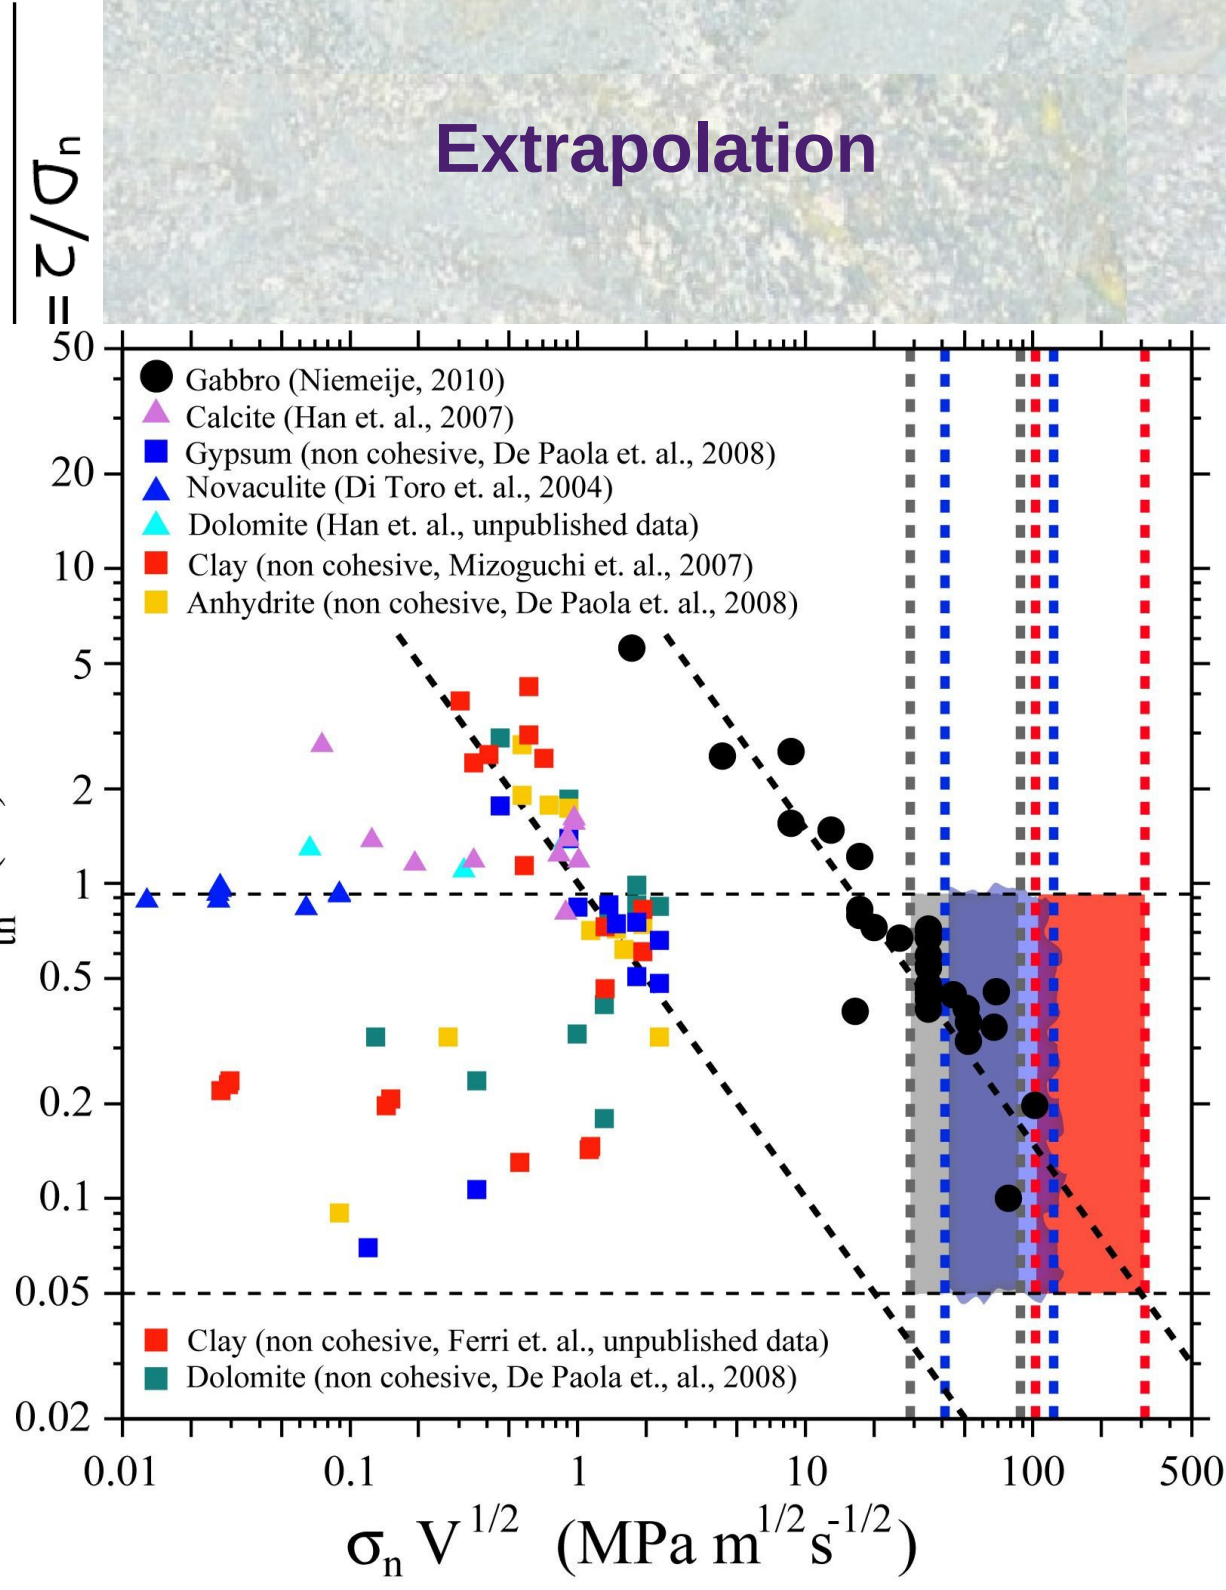 Extrapolation
50
20
10
5
2
1
0.5
0.2
0.1
0.05
0.02
Gabbro (Niemeije, 2010)
Calcite (Han et. al., 2007)
Gypsum (non cohesive, De Paola et. al., 2008)
Novaculite (Di Toro et. al., 2004)
Dolomite (Han et. al., unpublished data)
Clay (non cohesive, Mizoguchi et. al., 2007)
Anhydrite (non cohesive, De Paola et. al., 2008)
Clay (non cohesive, Ferri et. al., unpublished data)
Dolomite (non cohesive, De Paola et., al., 2008)
0.01 0.1 1 10 100 500
σn V 1/2 (MPa m1/2s-1/2)